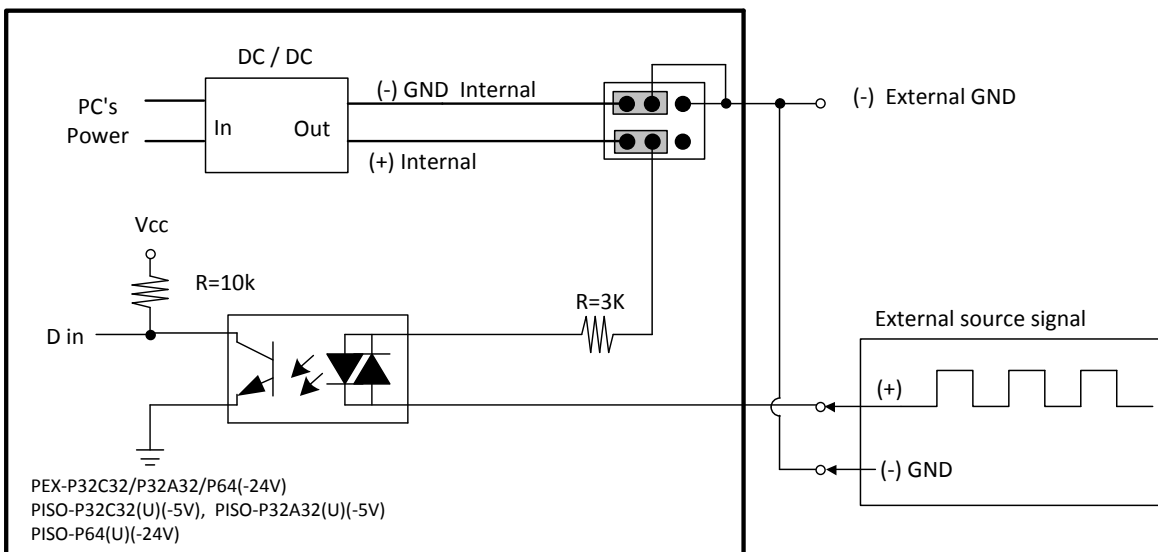 DC / DC
PC's
Power
In
Out
(-) GND Internal
(+) Internal
(-) External GND
Vcc
R=10k
R=3K
D in
External source signal
(+)
(-) GND
PEX-P32C32/P32A32/P64(-24V)
PISO-P32C32(U)(-5V), PISO-P32A32(U)(-5V)
PISO-P64(U)(-24V)